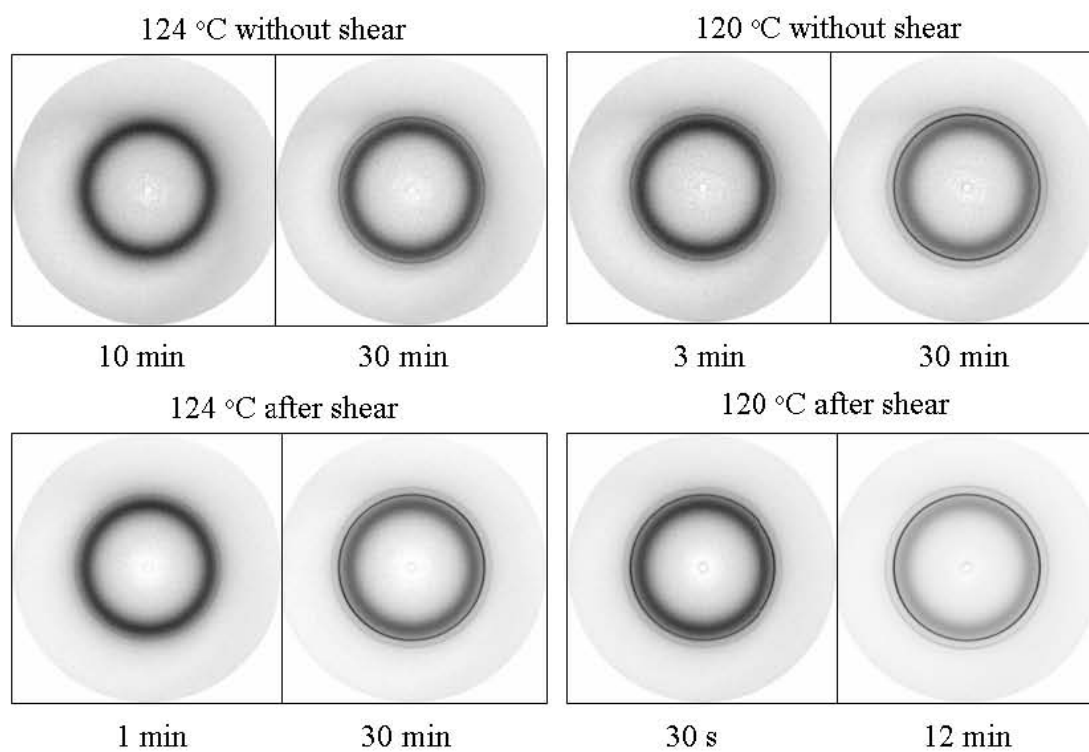 124 °C without shear
120 °C without shear
10 min
30 min
3 min
30 min
124 °C after shear
120 °C after shear
1 min
30 min
30 s
12 min